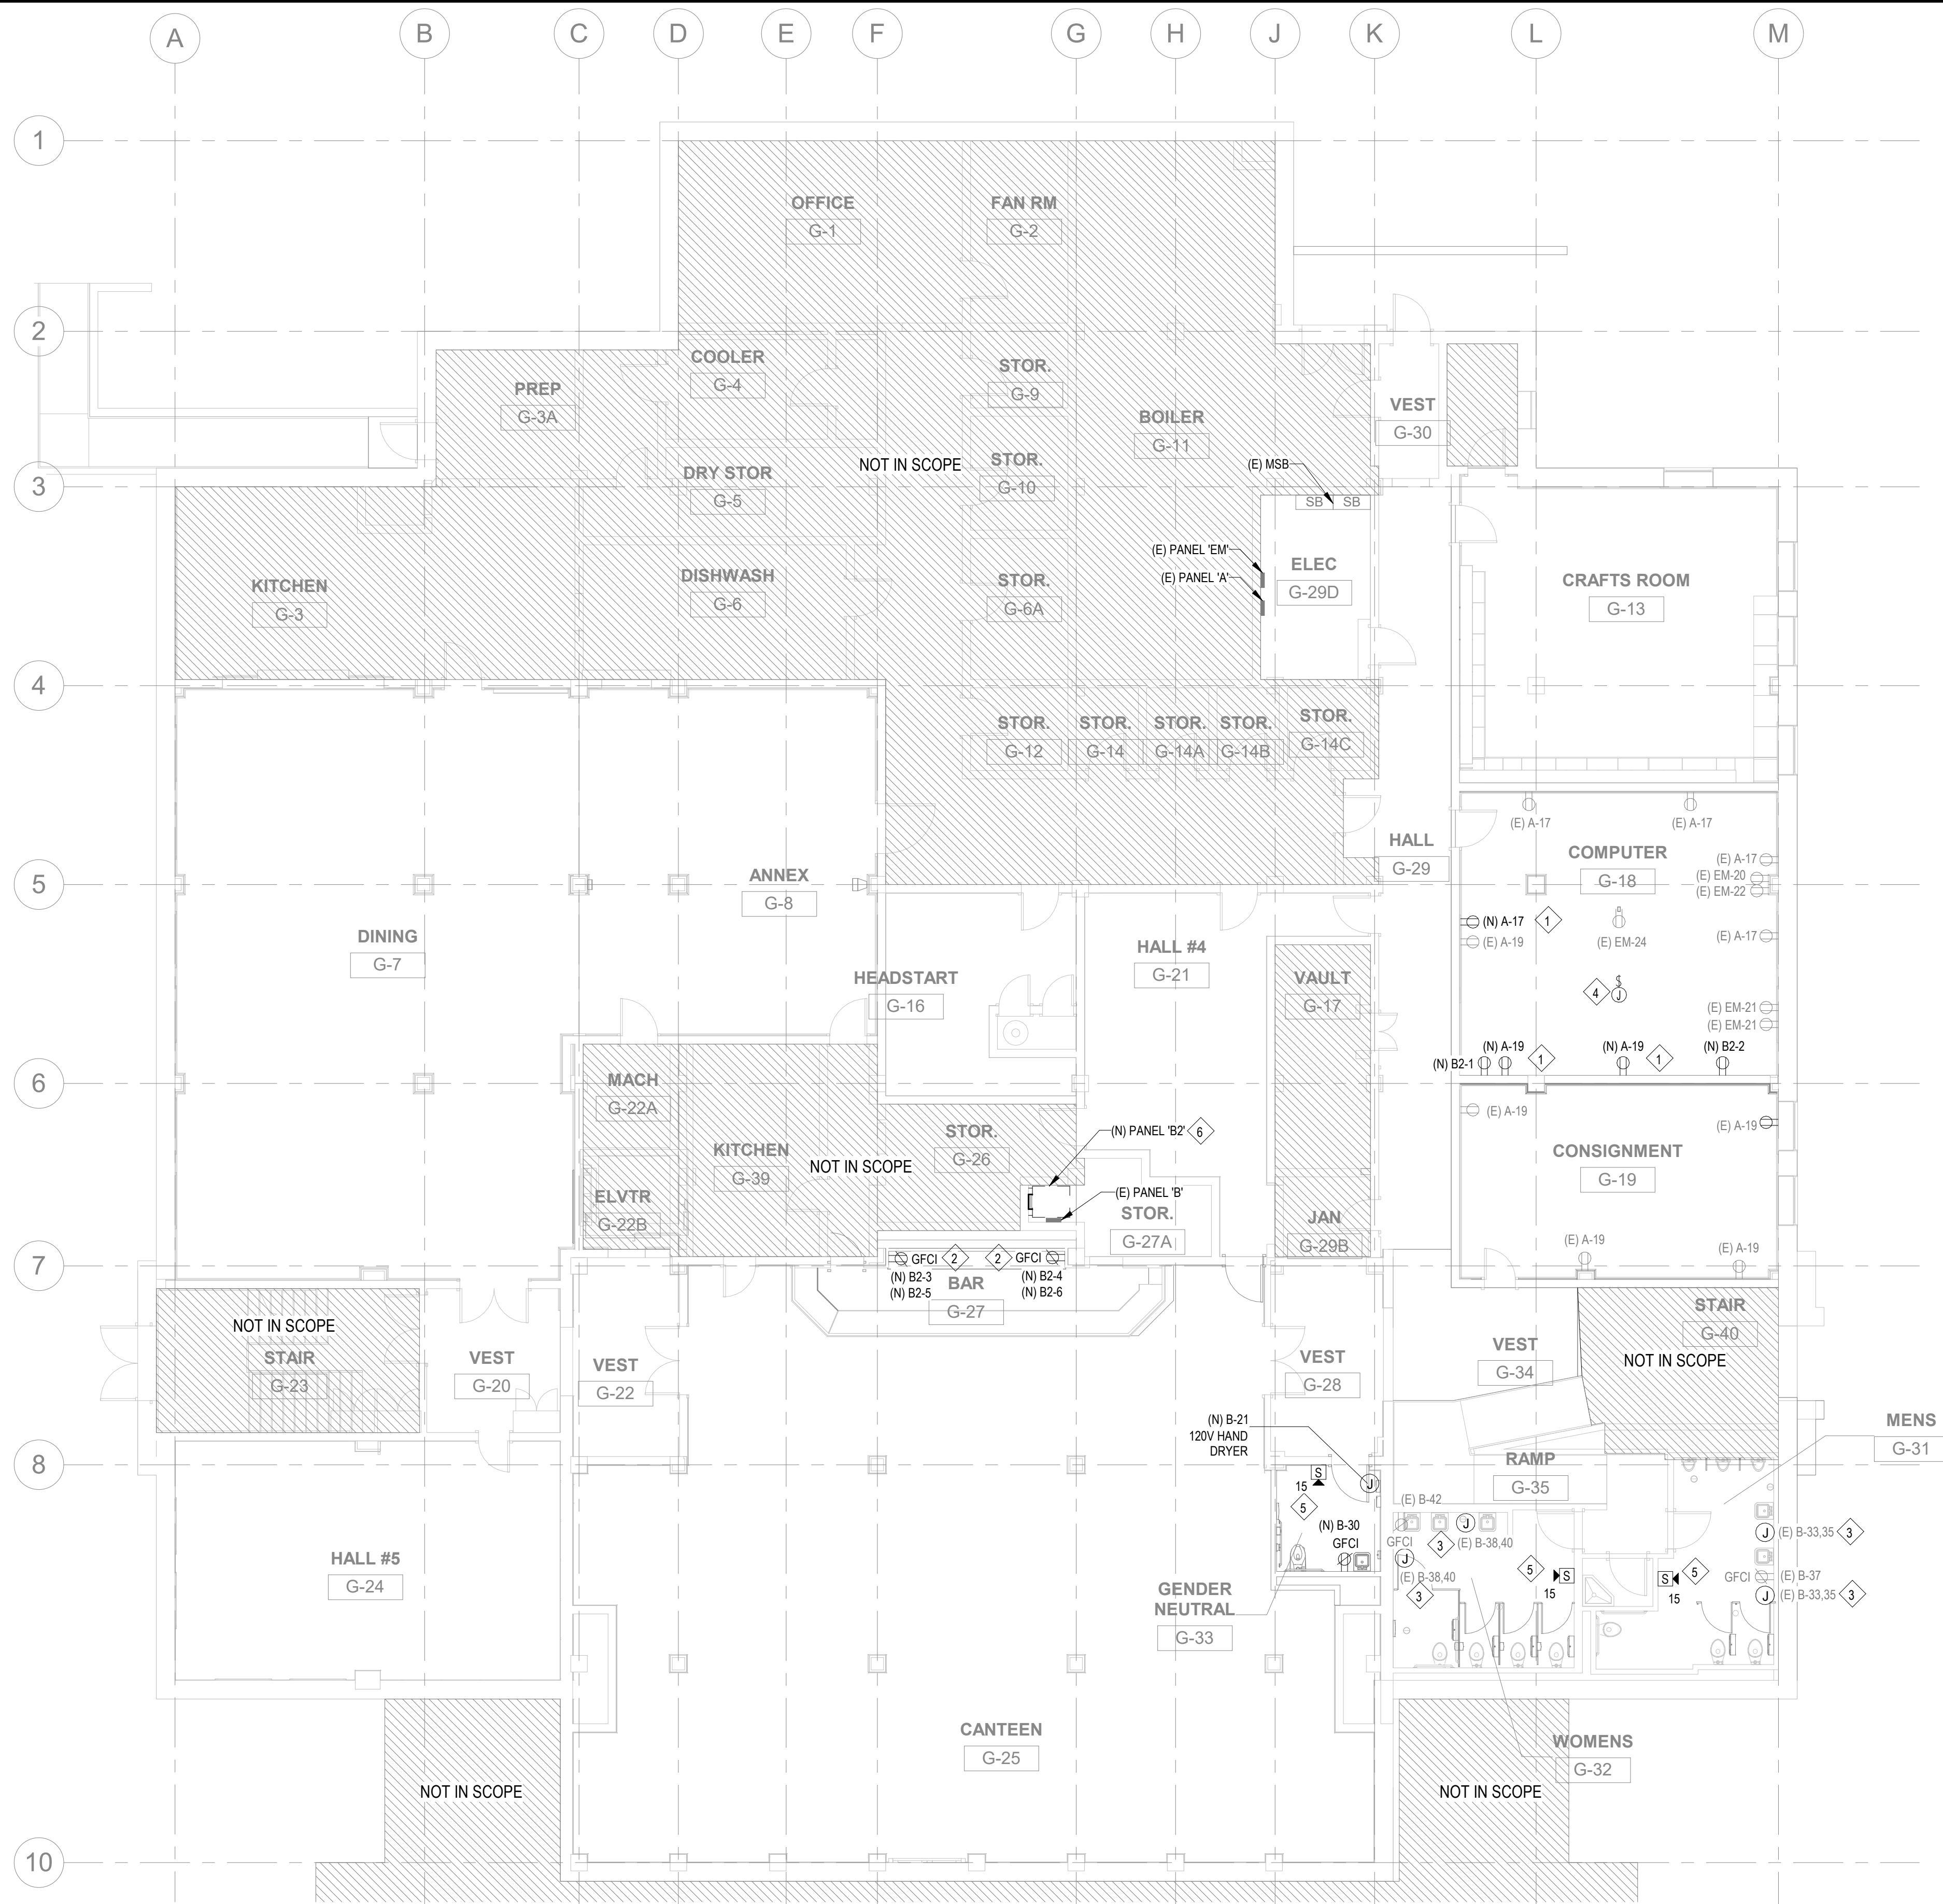 A B C D E F G H J K L M
1
OFFICE
G-1
FAN RM
G-2
2
COOLER
G-4
PREP
G-3A
STOR.
G-9
BOILER
G-11
VEST
G-30
DRY STOR
G-5
NOT IN SCOPE
STOR.
G-10
(E) MSB
SB SB
3
KITCHEN
G-3
DISHWASH
G-6
STOR.
G-6A
(E) PANEL 'EM'
(E) PANEL 'A'
ELEC
G-29D
CRAFTS ROOM
G-13
4
STOR.
G-12
STOR.
G-14
STOR.
G-14A
STOR.
G-14B
STOR.
G-14C
(E) A-17
(E) A-17
HALL
G-29
COMPUTER
G-18
(E) A-17
(E) EM-20
(E) EM-22
5
ANNEX
G-8
(N) A-17
1
(E) A-19
(E) EM-24
(E) A-17
DINING
G-7
HEADSTART
G-16
HALL #4
G-21
VAULT
G-17
4
$
J
(E) EM-21
(E) EM-21
(N) A-19
1
(N) A-19
1
(N) B2-2
(N) B2-1
6
MACH
G-22A
(E) A-19
(E) A-19
KITCHEN
G-39
NOT IN SCOPE
STOR.
G-26
(N) PANEL 'B2'
6
CONSIGNMENT
G-19
ELVTR
G-22B
(E) PANEL 'B'
STOR.
G-27A
JAN
G-29B
(E) A-19
(E) A-19
7
GFCI
2
2
GFCI
(N) B2-3
(N) B2-5
BAR
G-27
(N) B2-4
(N) B2-6
NOT IN SCOPE
STAIR
G-23
VEST
G-20
VEST
G-22
VEST
G-28
VEST
G-34
STAIR
G-40
NOT IN SCOPE
(N) B-21
120V HAND
DRYER
MENS
G-31
8
S
15
J
5
RAMP
G-35
(E) B-42
(N) B-30
GFCI
GFCI
J
3
(E) B-38,40
J
(E) B-38,40
3
J
(E) B-33,35
3
5
S
15
S
5
15
GFCI
(E) B-37
J
(E) B-33,35
3
HALL #5
G-24
GENDER
NEUTRAL
G-33
CANTEEN
G-25
WOMENS
G-32
NOT IN SCOPE
NOT IN SCOPE
10